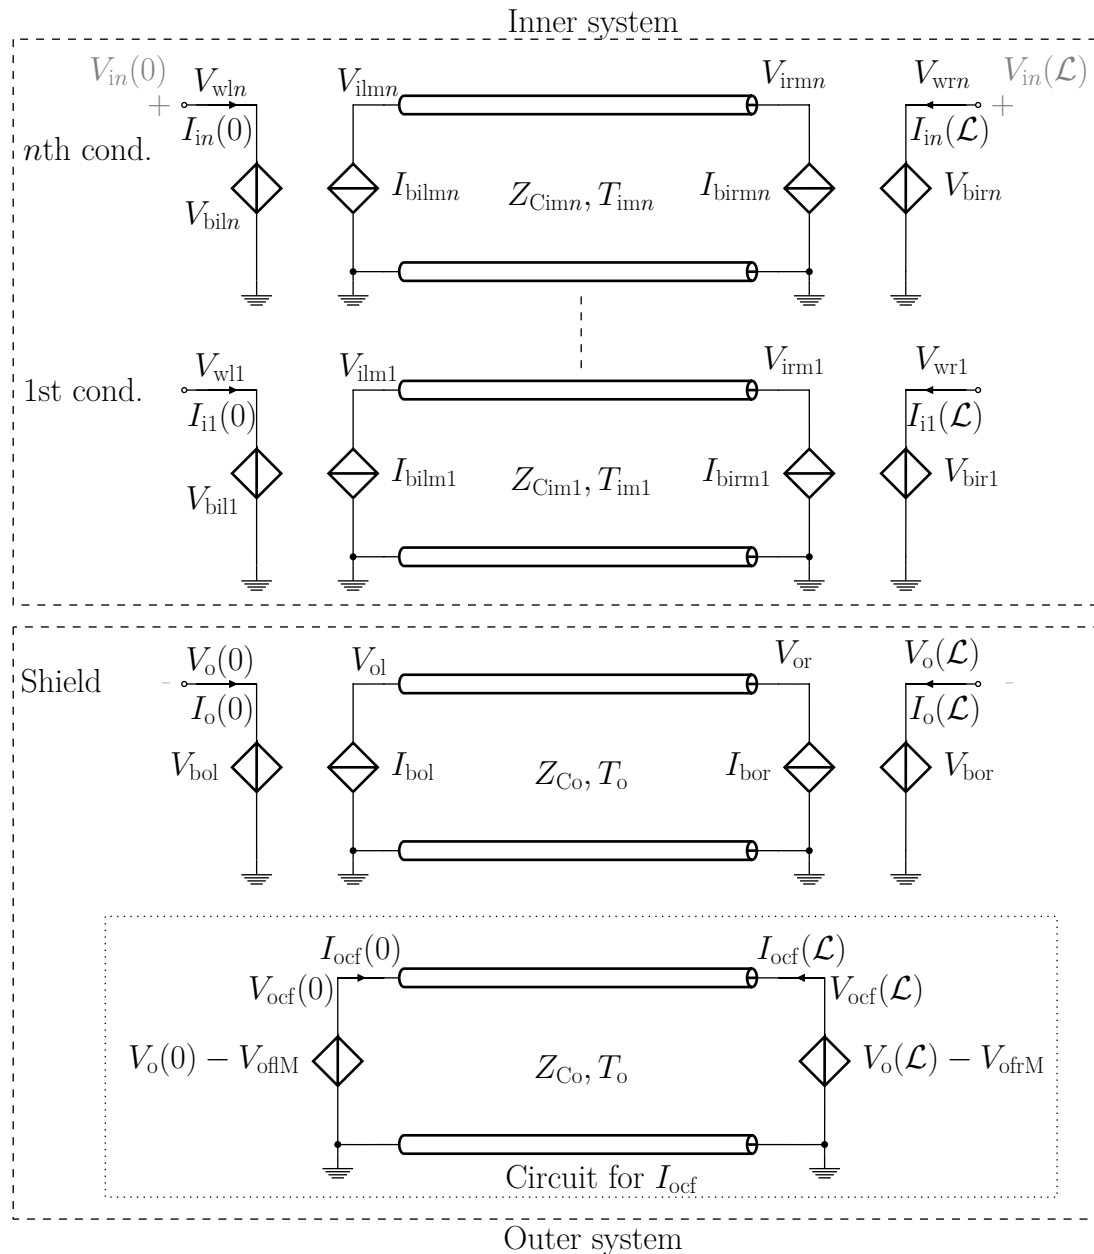 Inner system
V_in(0) V_wln V_ilmn V_irmn V_wrn V_in(ℒ)
+ I_in(0) I_in(ℒ) +
nth cond.
V_biln I_bilmn Z_Cimn, T_imn I_birmn V_birn
V_wl1 V_ilm1 V_irm1 V_wr1
1st cond.
I_i1(0) I_i1(ℒ)
V_bil1 I_bilm1 Z_Cim1, T_im1 I_birm1 V_bir1
V_o(0) V_ol V_or V_o(ℒ)
Shield - -
I_o(0) I_o(ℒ)
V_bol I_bol Z_Co, T_o I_bor V_bor
I_ocf(0) I_ocf(ℒ)
V_ocf(0) V_ocf(ℒ)
V_o(0) − V_oflM Z_Co, T_o V_o(ℒ) − V_ofrM
Circuit for I_ocf
Outer system